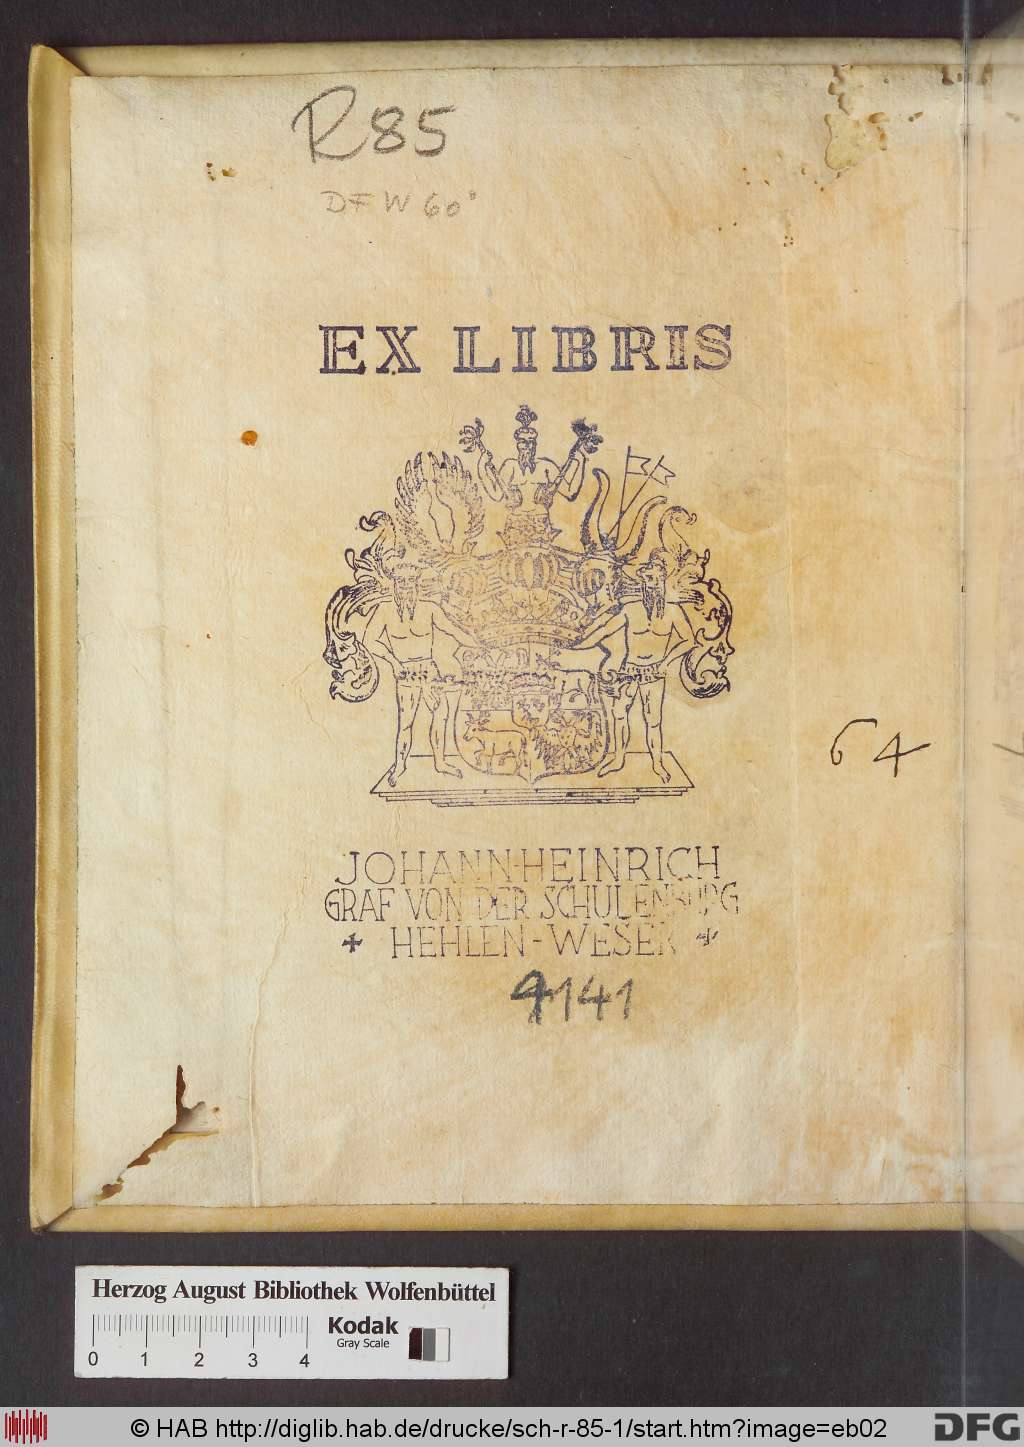 R85
DFW 60°
EX LIBRIS
64
JOHANN-HEINRICH
GRAF VON DER SCHULENBURG
+ HEHLEN-WESER +
4141
Herzog August Bibliothek Wolfenbüttel
Kodak
Gray Scale
0 1 2 3 4
© HAB http://diglib.hab.de/drucke/sch-r-85-1/start.htm?image=eb02
DFG